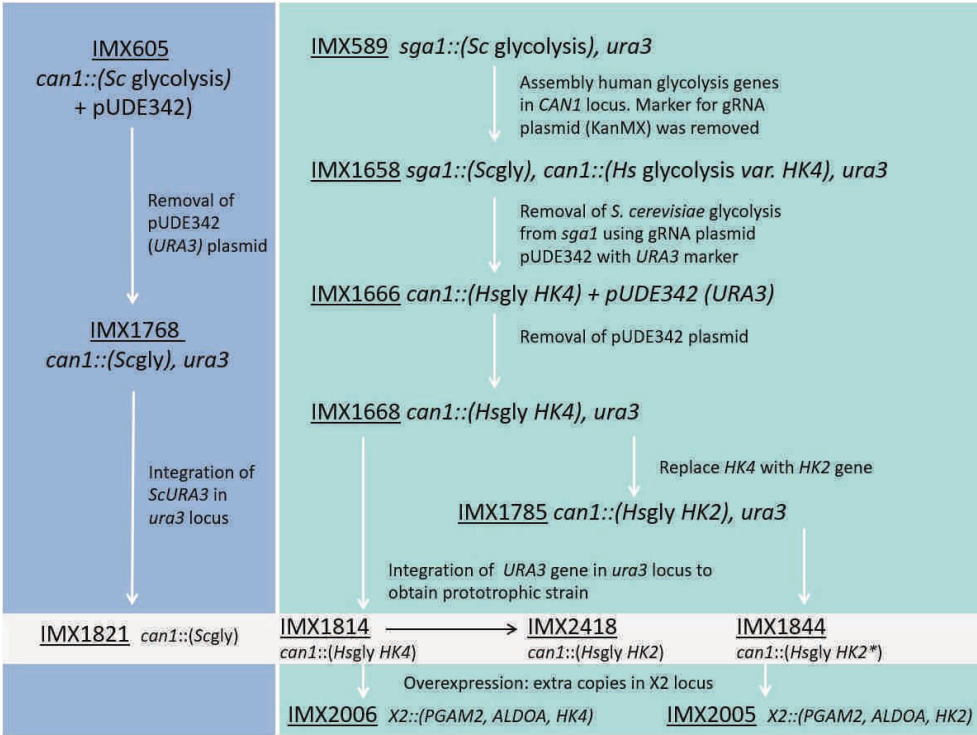 IMX605
can1::(Sc glycolysis)
+ pUDE342)
Removal of
pUDE342
(URA3) plasmid
IMX1768
can1::(Scgly), ura3
Integration of
ScURA3 in
ura3 locus
IMX1821 can1::(Scgly)
IMX589 sga1::(Sc glycolysis), ura3
Assembly human glycolysis genes
in CAN1 locus. Marker for gRNA
plasmid (KanMX) was removed
IMX1658 sga1::(Scgly), can1::(Hs glycolysis var. HK4), ura3
Removal of S. cerevisiae glycolysis
from sga1 using gRNA plasmid
pUDE342 with URA3 marker
IMX1666 can1::(Hsgly HK4) + pUDE342 (URA3)
Removal of pUDE342 plasmid
IMX1668 can1::(Hsgly HK4), ura3
Replace HK4 with HK2 gene
IMX1785 can1::(Hsgly HK2), ura3
Integration of URA3 gene in ura3 locus to
obtain prototrophic strain
IMX1814
can1::(Hsgly HK4)
IMX2418
can1::(Hsgly HK2)
IMX1844
can1::(Hsgly HK2*)
Overexpression: extra copies in X2 locus
IMX2006 X2::(PGAM2, ALDOA, HK4)
IMX2005 X2::(PGAM2, ALDOA, HK2)